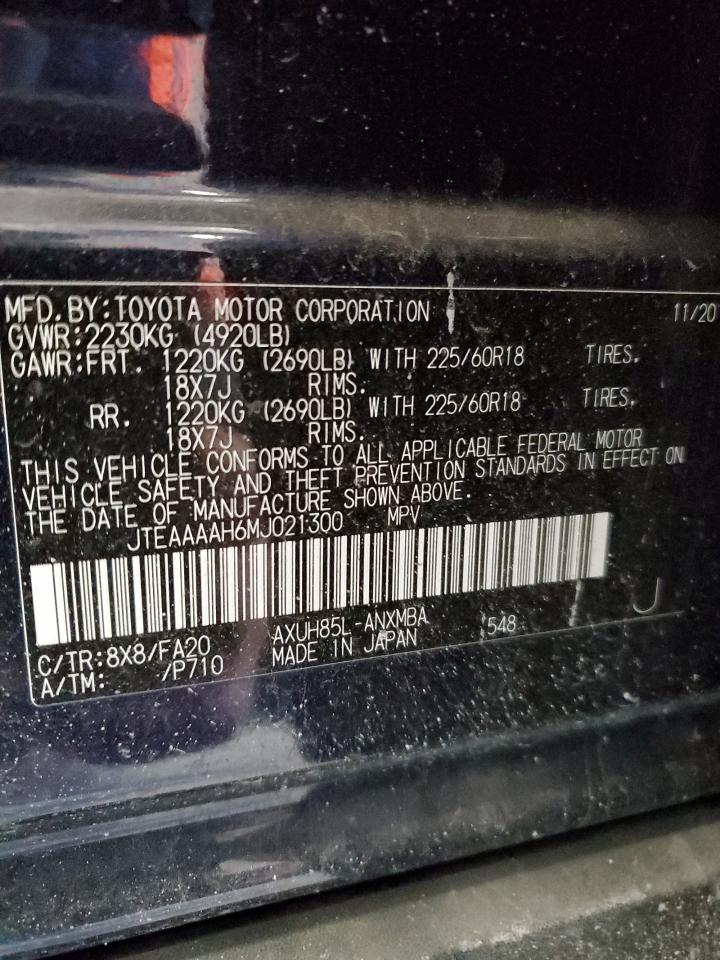 MFD.BY:TOYOTA MOTOR CORPORATION 11/20
GVWR:2230KG (4920LB)
GAWR:FRT. 1220KG (2690LB) WITH 225/60R18 TIRES.
18X7J RIMS.
RR. 1220KG (2690LB) WITH 225/60R18 TIRES.
18X7J RIMS.
THIS VEHICLE CONFORMS TO ALL APPLICABLE FEDERAL MOTOR
VEHICLE SAFETY AND THEFT PREVENTION STANDARDS IN EFFECT ON
THE DATE OF MANUFACTURE SHOWN ABOVE.
JTEAAAAH6MJ021300 MPV
C/TR:8X8/FA20 AXUH85L-ANXMBA 548 J
A/TM: /P710 MADE IN JAPAN